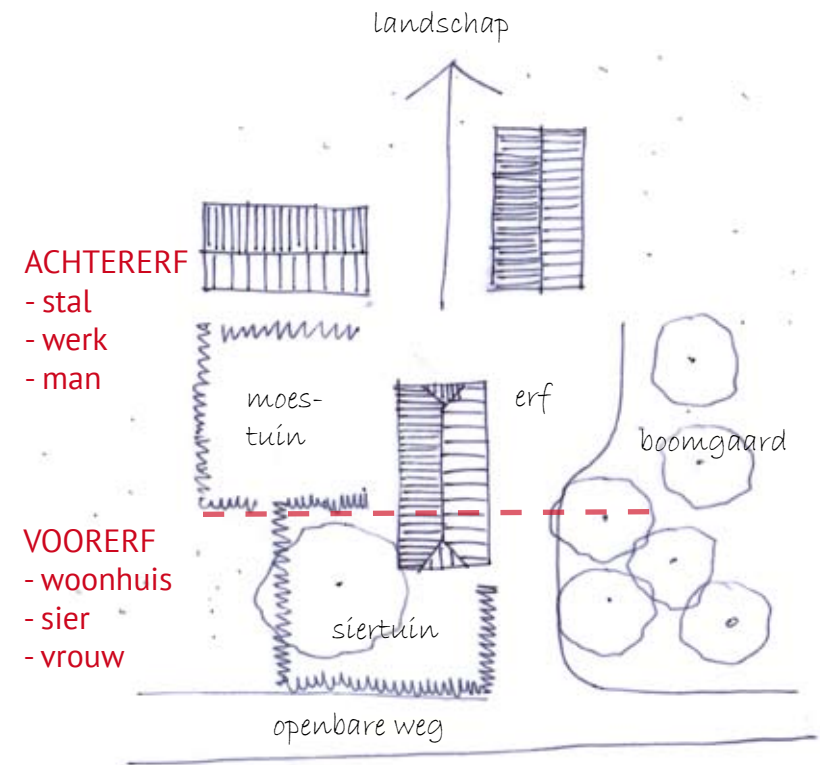 landschap
ACHTERERF
- stal
- werk
- man
moes-
tuin
erf
boomgaard
VOORERF
- woonhuis
- sier
- vrouw
siertuin
openbare weg